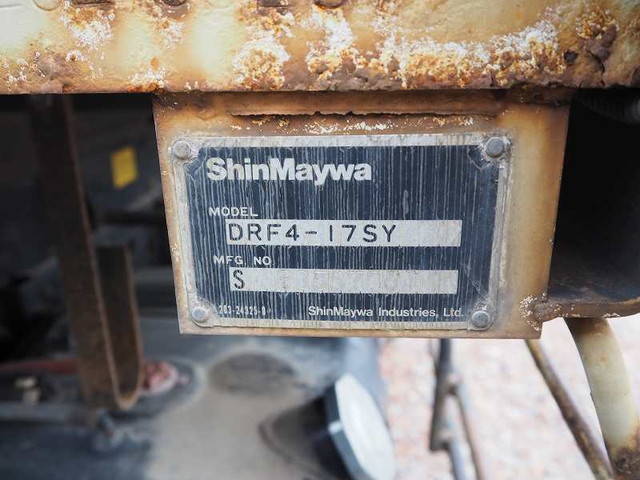 ShinMaywa
MODEL
DRF4-17SY
MFG NO
S
ShinMaywa Industries, Ltd.